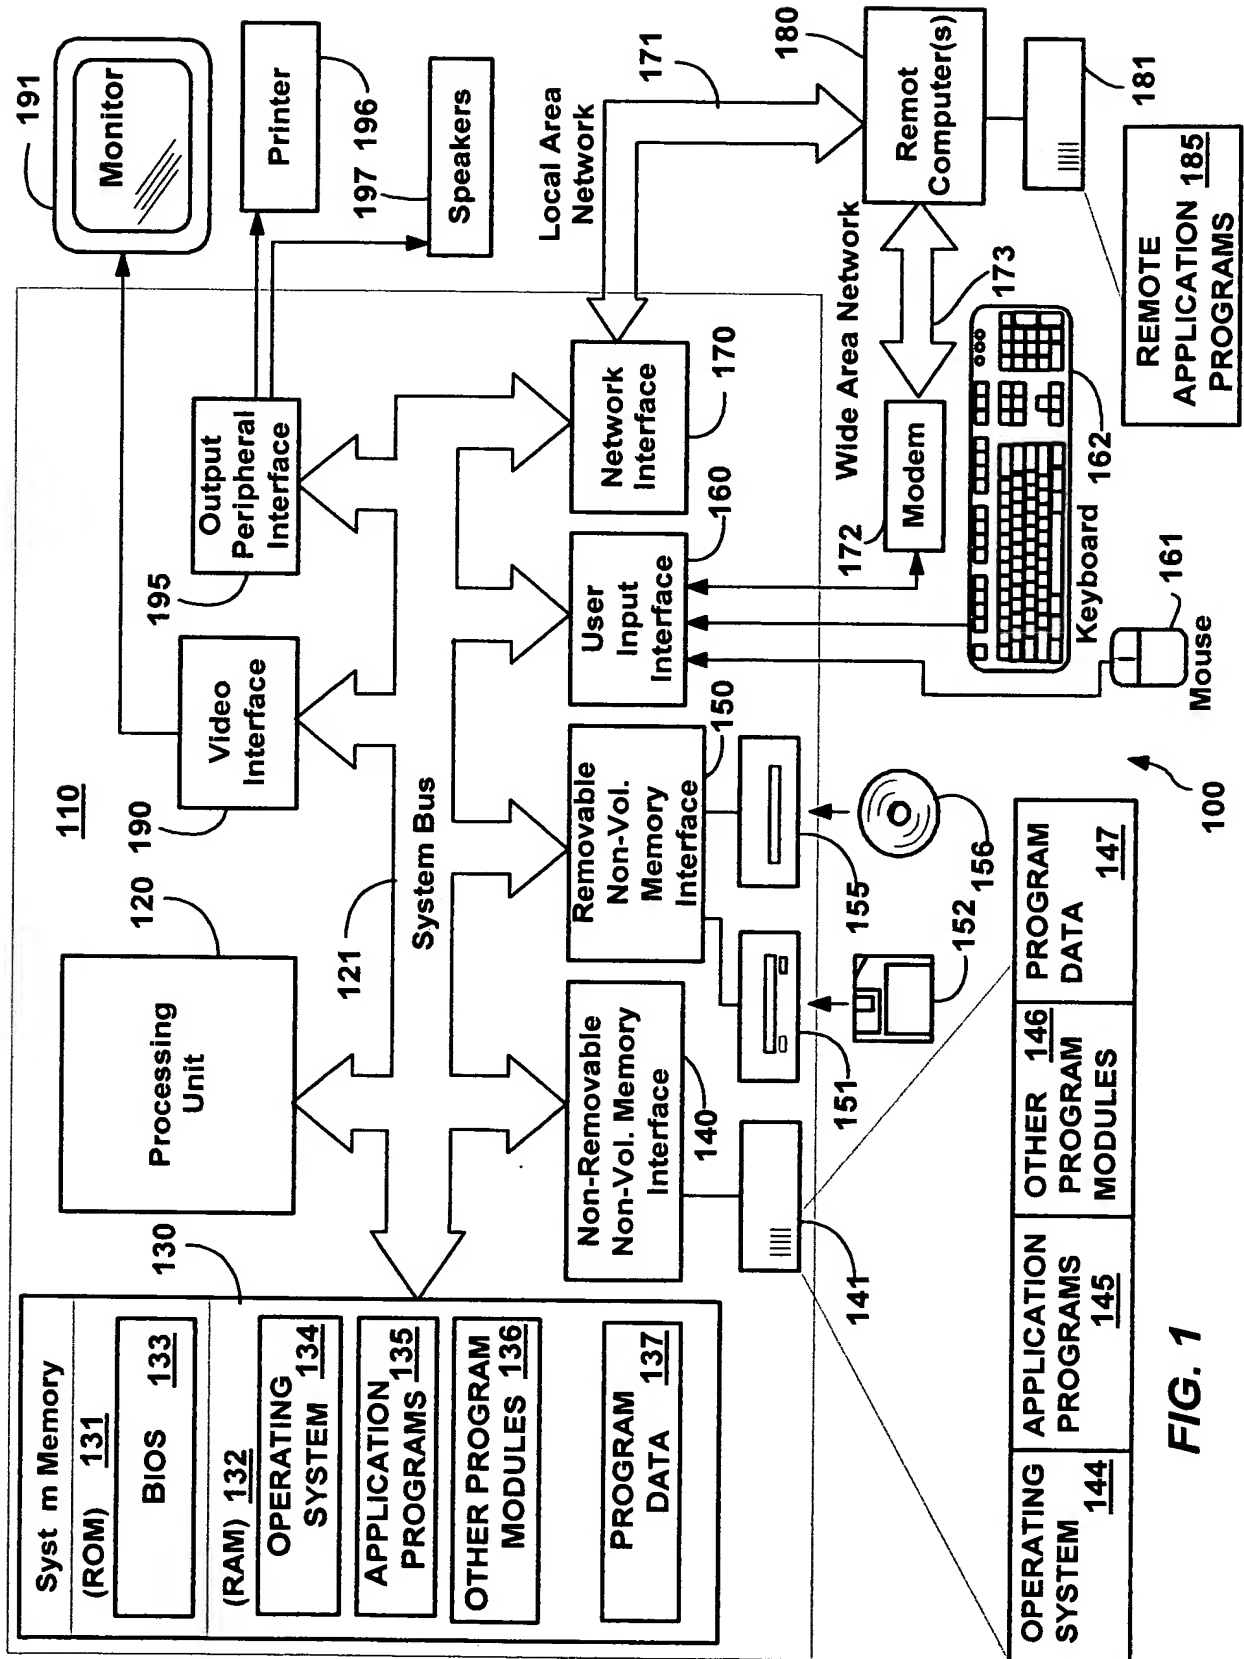 Syst m Memory
(ROM) 131
BIOS 133
(RAM) 132
OPERATING
SYSTEM 134
APPLICATION
PROGRAMS 135
OTHER PROGRAM
MODULES 136
PROGRAM
DATA 137
130
Processing
Unit
120
110
190
Video
Interface
195
Output
Peripheral
Interface
191
Monitor
Printer
196
197
Speakers
121
System Bus
Non-Removable
Non-Vol. Memory
Interface
140
Removable
Non-Vol.
Memory
Interface
150
User
Input
Interface
160
Network
Interface
170
Local Area
Network
171
180
Remot
Computer(s)
181
Wide Area Network
173
172
Modem
Keyboard
162
161
Mouse
REMOTE
APPLICATION 185
PROGRAMS
141
151
152
155
156
100
OPERATING
SYSTEM
144
APPLICATION
PROGRAMS
145
OTHER 146
PROGRAM
MODULES
PROGRAM
DATA
147
FIG. 1